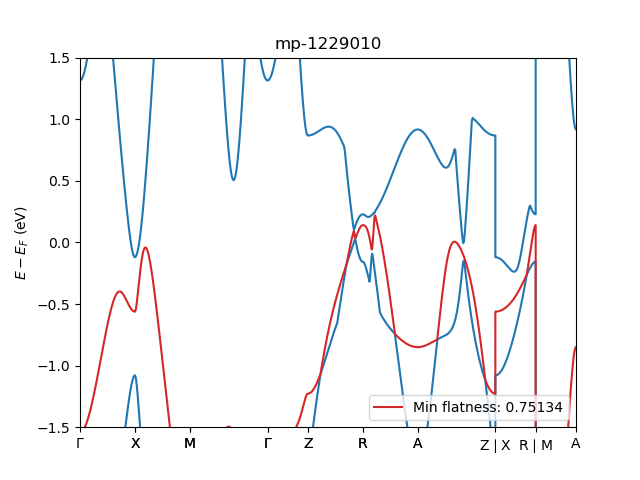 mp-1229010
E − E_F (eV)
1.5
1.0
0.5
0.0
−0.5
−1.0
−1.5
Min flatness: 0.75134
Γ X M Γ Z R A Z | X R | M A